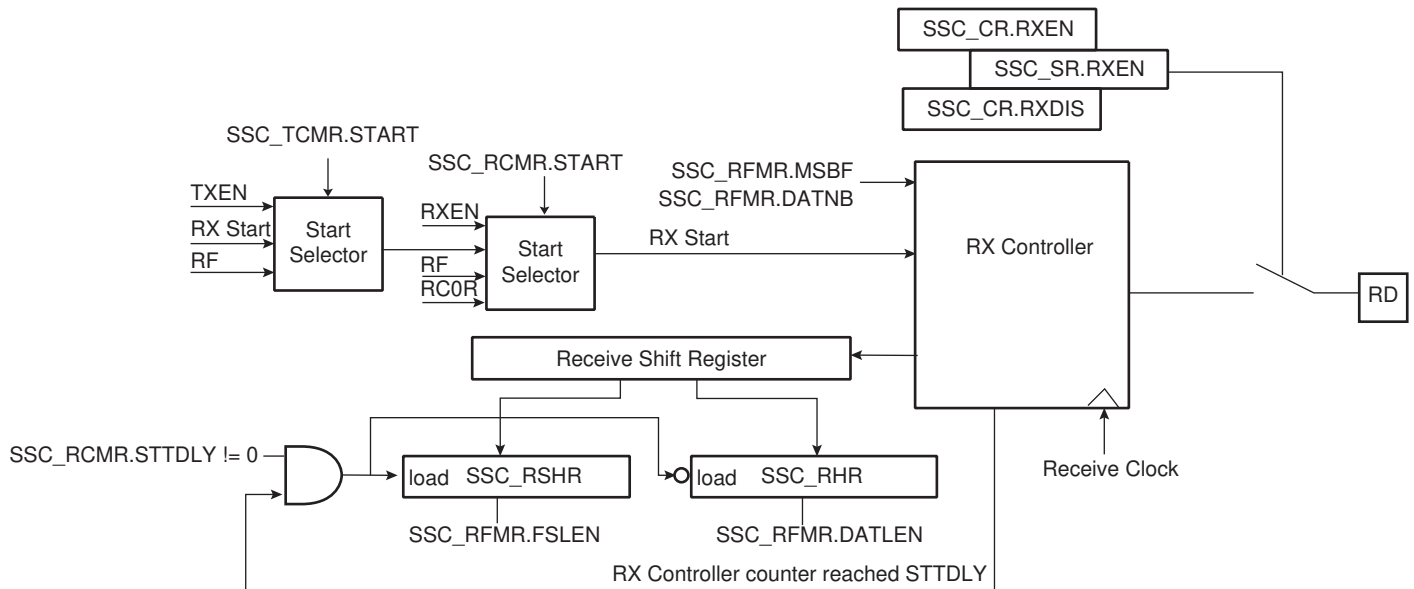 SSC_CR.RXEN
SSC_SR.RXEN
SSC_CR.RXDIS
SSC_TCMR.START
SSC_RCMR.START
SSC_RFMR.MSBF
SSC_RFMR.DATNB
TXEN
RX Start
RF
Start
Selector
RXEN
RF
RC0R
Start
Selector
RX Start
RX Controller
RD
Receive Shift Register
SSC_RCMR.STTDLY != 0
load SSC_RSHR
load SSC_RHR
Receive Clock
SSC_RFMR.FSLEN
SSC_RFMR.DATLEN
RX Controller counter reached STTDLY